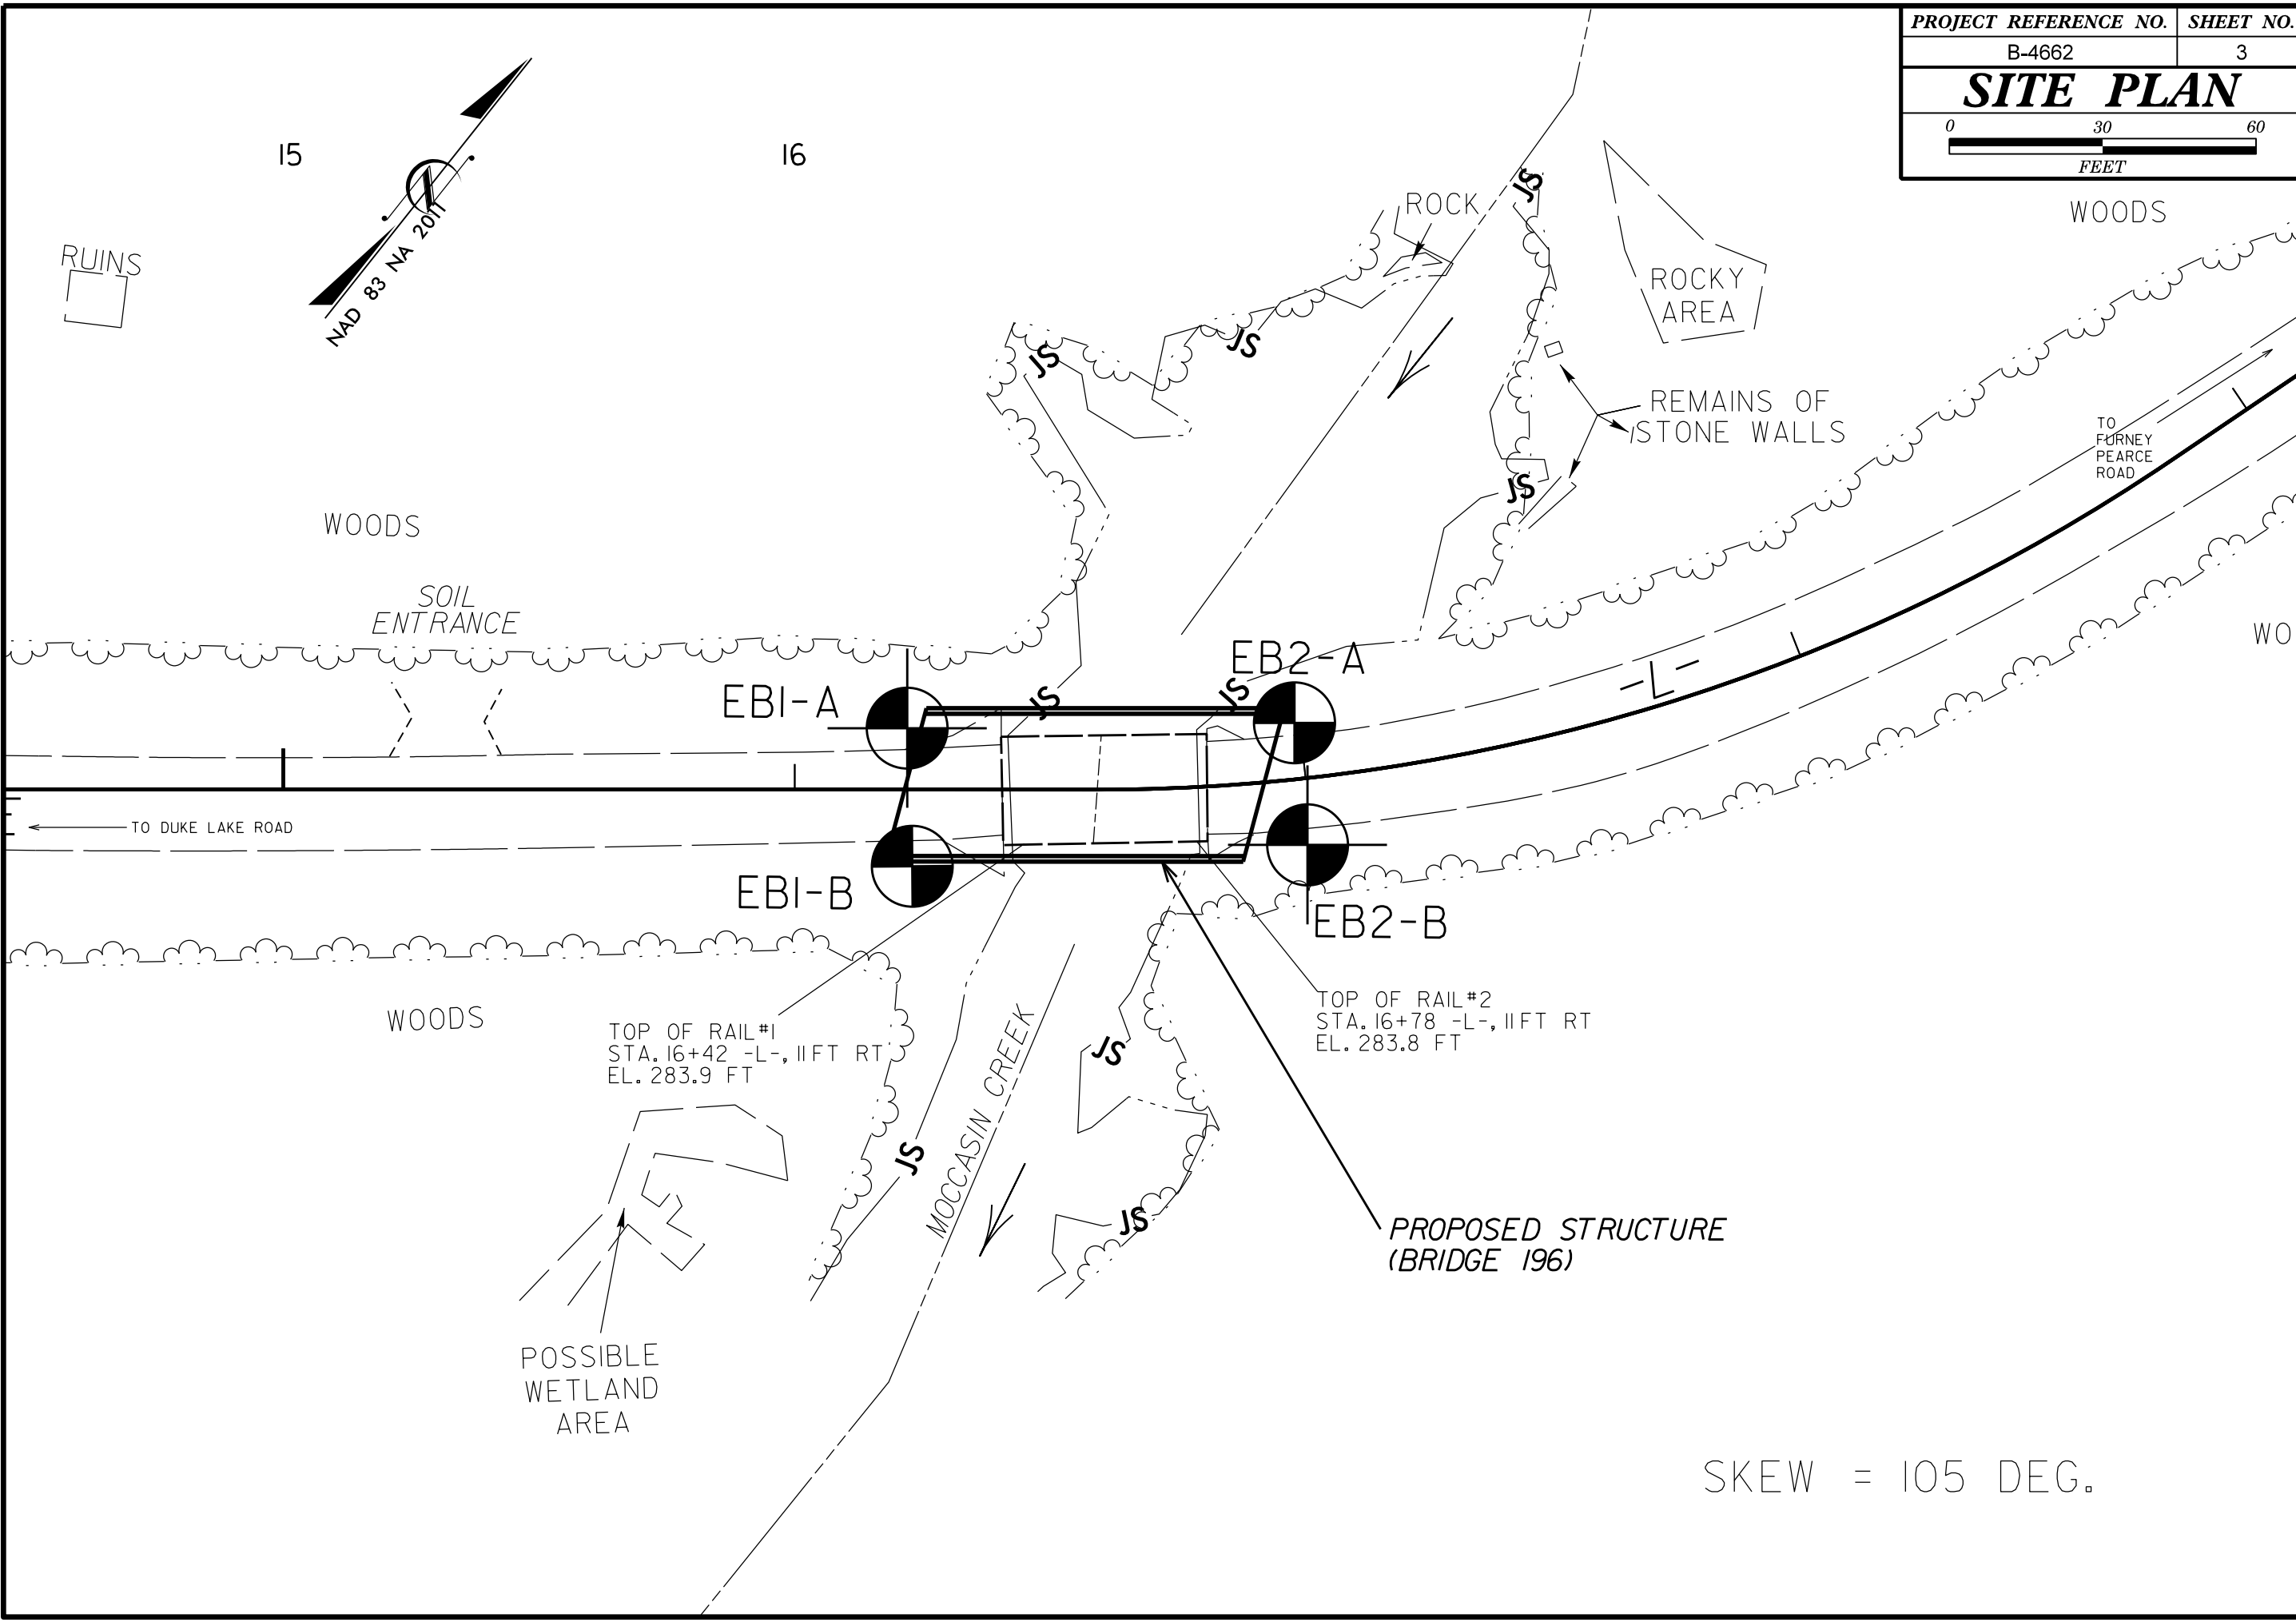 PROJECT REFERENCE NO. SHEET NO.
B-4662 3
SITE PLAN
0 30 60
FEET
15 16
NAD 83 NA 2011
RUINS
ROCK
JS
WOODS
ROCKY
AREA
JS
JS
REMAINS OF
STONE WALLS
TO
FURNEY
PEARCE
ROAD
JS
WOODS
SOIL
ENTRANCE
WO
EB1-A
JS
JS
EB2-A
-L-
TO DUKE LAKE ROAD
EB1-B
EB2-B
WOODS
TOP OF RAIL#1
STA. 16+42 -L-, 11FT RT
EL. 283.9 FT
TOP OF RAIL#2
STA. 16+78 -L-, 11FT RT
EL. 283.8 FT
MOCCASIN CREEK
JS
JS
JS
PROPOSED STRUCTURE
(BRIDGE 196)
POSSIBLE
WETLAND
AREA
SKEW = 105 DEG.